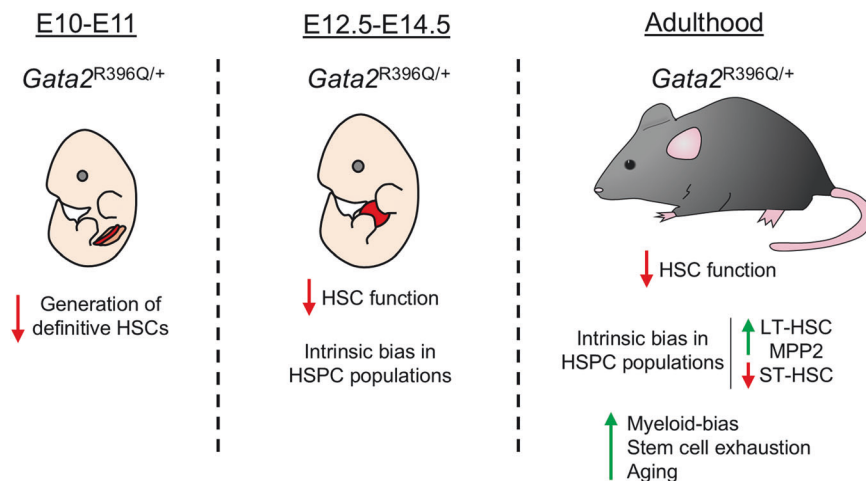 E10-E11
Gata2R396Q/+
Generation of
definitive HSCs
E12.5-E14.5
Gata2R396Q/+
HSC function
Intrinsic bias in
HSPC populations
Adulthood
Gata2R396Q/+
HSC function
Intrinsic bias in
HSPC populations
LT-HSC
MPP2
ST-HSC
Myeloid-bias
Stem cell exhaustion
Aging